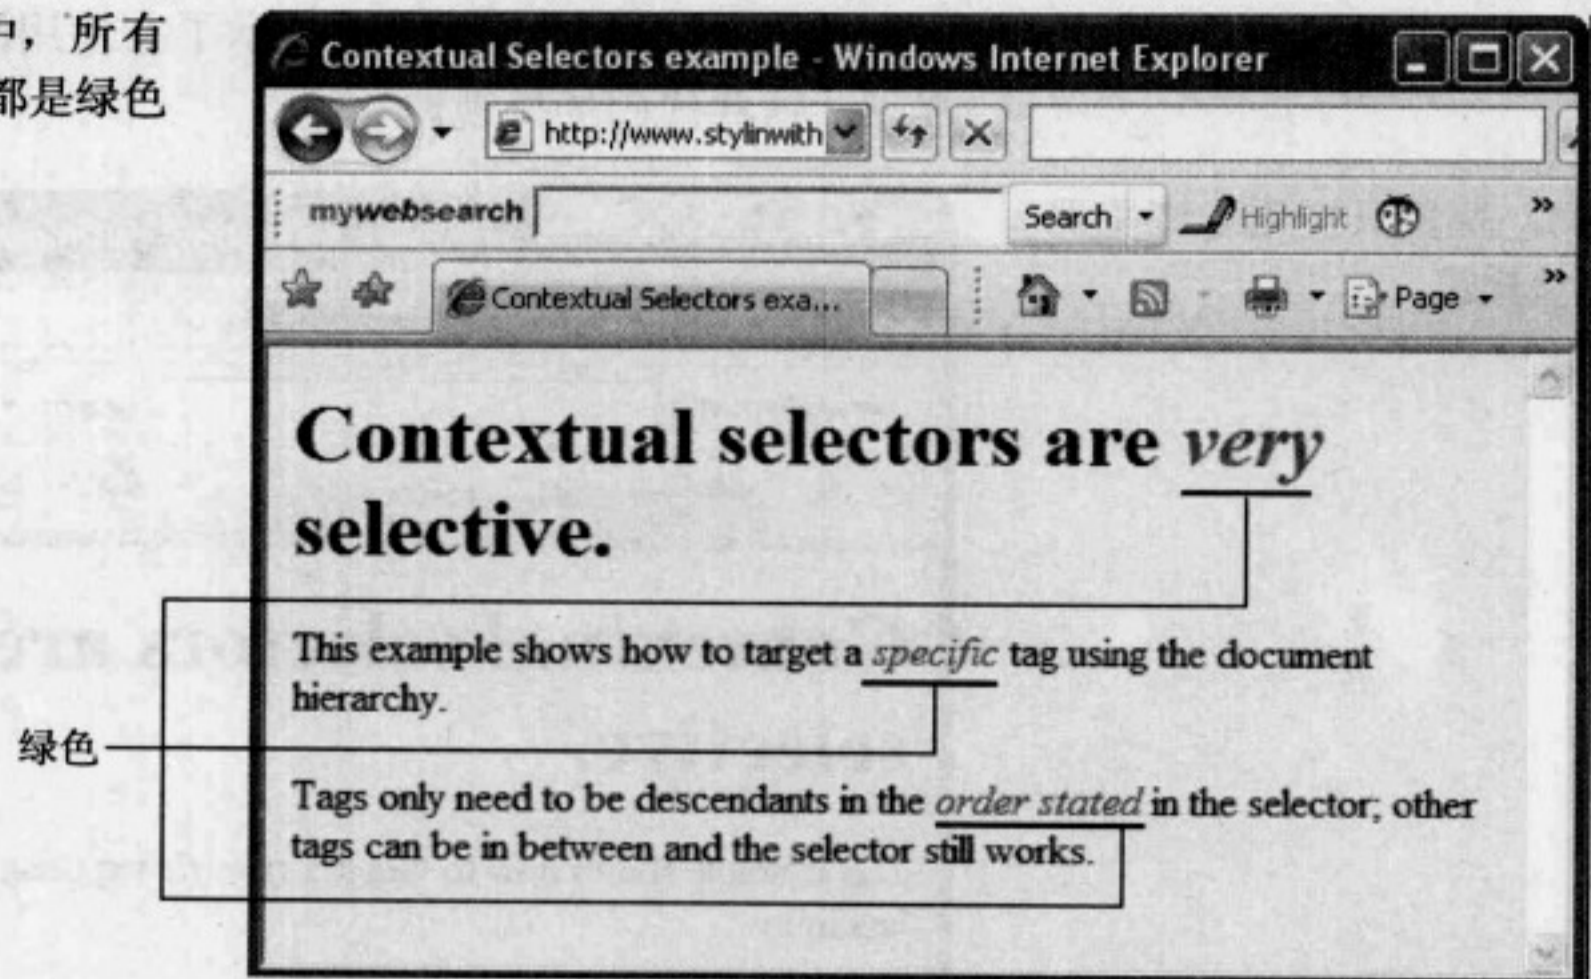 中，所有
都是绿色
Contextual Selectors example - Windows Internet Explorer
http://www.stylinwith
mywebsearch
Search
Highlight
Contextual Selectors exa...
Page
Contextual selectors are very
selective.
This example shows how to target a specific tag using the document
hierarchy.
绿色
Tags only need to be descendants in the order stated in the selector; other
tags can be in between and the selector still works.